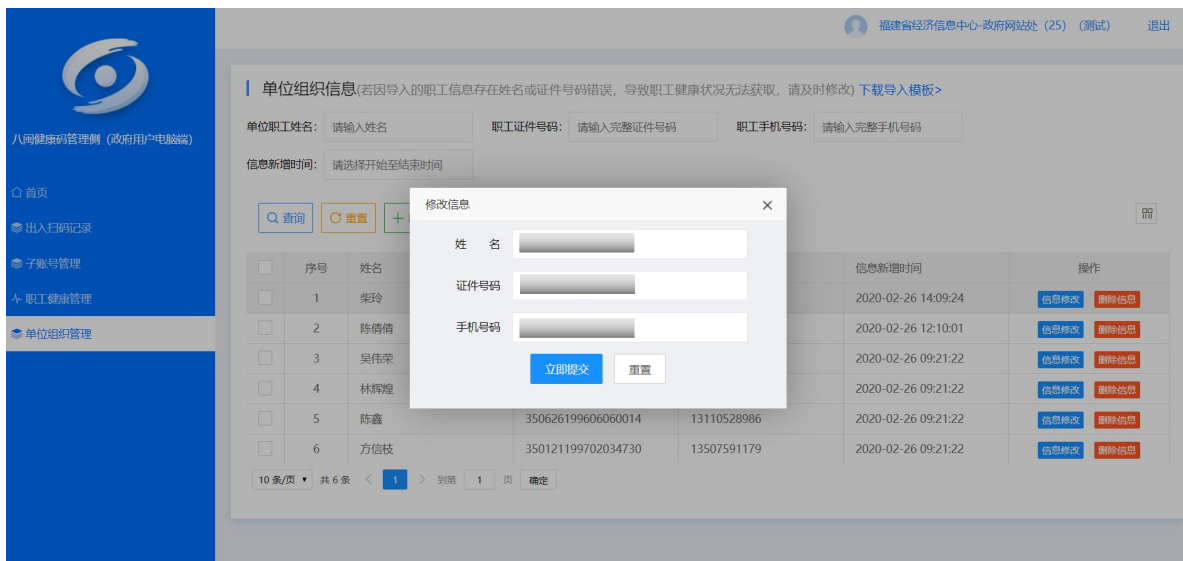 福建省经济信息中心-政府网站处 (25) (测试) 退出
八闽健康码管理侧 (政府用户电脑端)
首页
出入扫码记录
子账号管理
职工健康管理
单位组织管理
单位组织信息(若因导入的职工信息存在姓名或证件号码错误, 导致职工健康状况无法获取, 请及时修改) 下载导入模板>
单位职工姓名: 请输入姓名 职工证件号码: 请输入完整证件号码 职工手机号码: 请输入完整手机号码
信息新增时间: 请选择开始至结束时间
查询 重置
修改信息
姓 名
证件号码
手机号码
立即提交 重置
序号 姓名 信息新增时间 操作
1 柴玲 2020-02-26 14:09:24 信息修改 删除信息
2 陈倩倩 2020-02-26 12:10:01 信息修改 删除信息
3 吴伟荣 2020-02-26 09:21:22 信息修改 删除信息
4 林辉煌 2020-02-26 09:21:22 信息修改 删除信息
5 陈鑫 350626199606060014 13110528986 2020-02-26 09:21:22 信息修改 删除信息
6 方信枝 350121199702034730 13507591179 2020-02-26 09:21:22 信息修改 删除信息
10 条/页 共 6 条 1 到第 1 页 确定